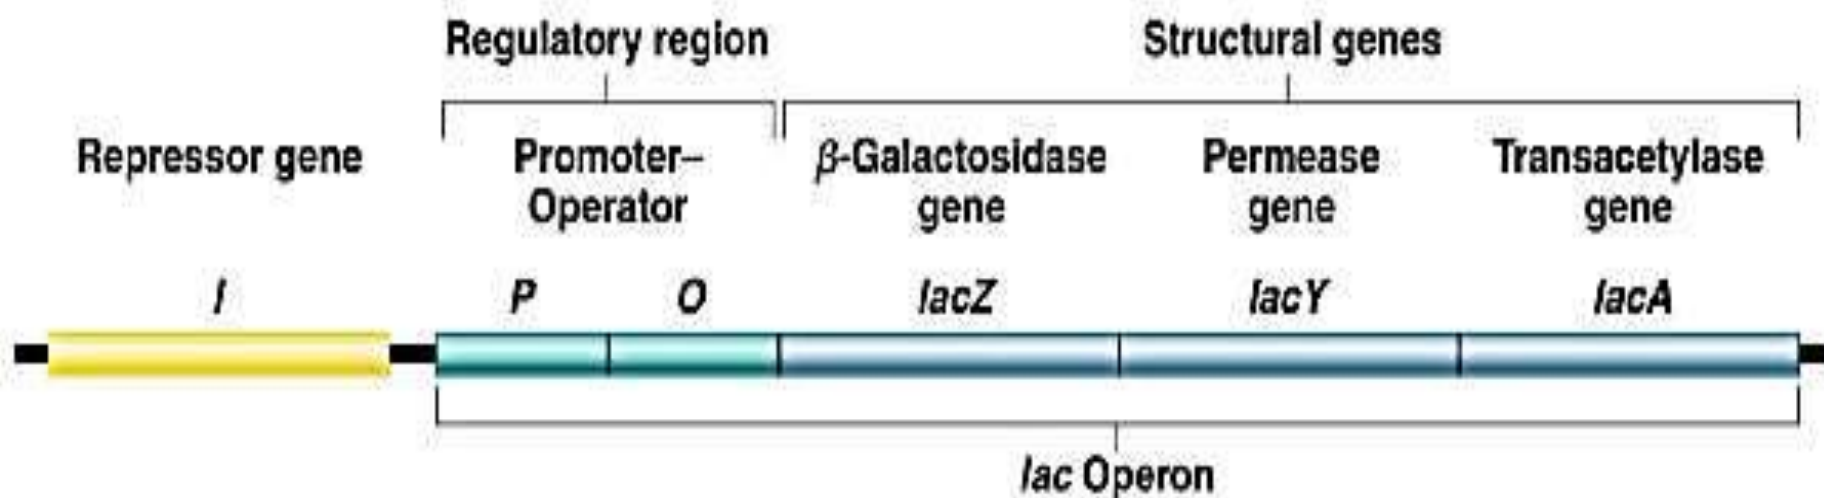 Regulatory region
Structural genes
Repressor gene
Promoter–
Operator
β-Galactosidase
gene
Permease
gene
Transacetylase
gene
I
P
O
lacZ
lacY
lacA
lac Operon